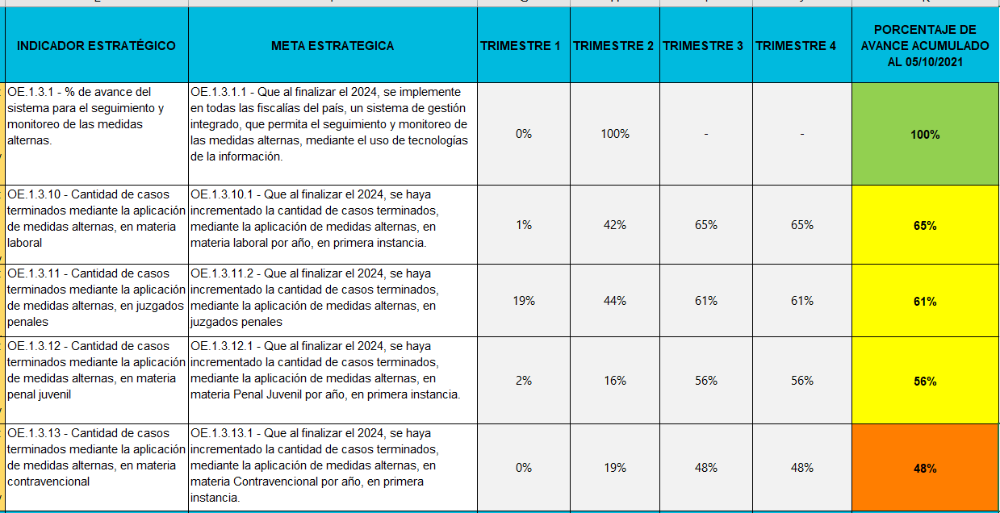 INDICADOR ESTRATÉGICO
META ESTRATEGICA
TRIMESTRE 1
TRIMESTRE 2
TRIMESTRE 3
TRIMESTRE 4
PORCENTAJE DE
AVANCE ACUMULADO
AL 05/10/2021
OE.1.3.1 - % de avance del
sistema para el seguimiento y
monitoreo de las medidas
alternas.
OE.1.3.1.1 - Que al finalizar el 2024, se implemente
en todas las fiscalías del país, un sistema de gestión
integrado, que permita el seguimiento y monitoreo de
las medidas alternas, mediante el uso de tecnologías
de la información.
0%
100%
-
-
100%
OE.1.3.10 - Cantidad de casos
terminados mediante la aplicación
de medidas alternas, en materia
laboral
OE.1.3.10.1 - Que al finalizar el 2024, se haya
incrementado la cantidad de casos terminados,
mediante la aplicación de medidas alternas, en
materia laboral por año, en primera instancia.
1%
42%
65%
65%
65%
OE.1.3.11 - Cantidad de casos
terminados mediante la aplicación
de medidas alternas, en juzgados
penales
OE.1.3.11.2 - Que al finalizar el 2024, se haya
incrementado la cantidad de casos terminados,
mediante la aplicación de medidas alternas, en
juzgados penales
19%
44%
61%
61%
61%
OE.1.3.12 - Cantidad de casos
terminados mediante la aplicación
de medidas alternas, en materia
penal juvenil
OE.1.3.12.1 - Que al finalizar el 2024, se haya
incrementado la cantidad de casos terminados,
mediante la aplicación de medidas alternas, en
materia Penal Juvenil por año, en primera instancia.
2%
16%
56%
56%
56%
OE.1.3.13 - Cantidad de casos
terminados mediante la aplicación
de medidas alternas, en materia
contravencional
OE.1.3.13.1 - Que al finalizar el 2024, se haya
incrementado la cantidad de casos terminados,
mediante la aplicación de medidas alternas, en
materia Contravencional por año, en primera
instancia.
0%
19%
48%
48%
48%